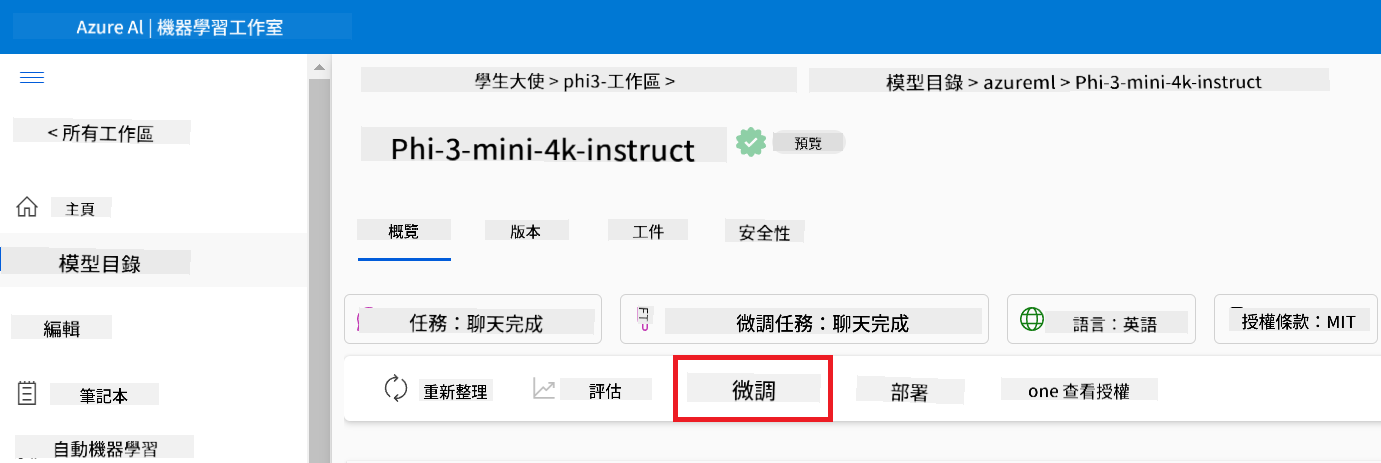 Azure Al | 機器學習工作室
< 所有工作區
主頁
模型目錄
編輯
筆記本
自動機器學習
學生大使 > phi3-工作區 >
模型目錄 > azureml > Phi-3-mini-4k-instruct
Phi-3-mini-4k-instruct
預覽
概覽
版本
工件
安全性
任務：聊天完成
FT
微調任務：聊天完成
語言：英語
授權條款：MIT
重新整理
評估
微調
部署
one 查看授權